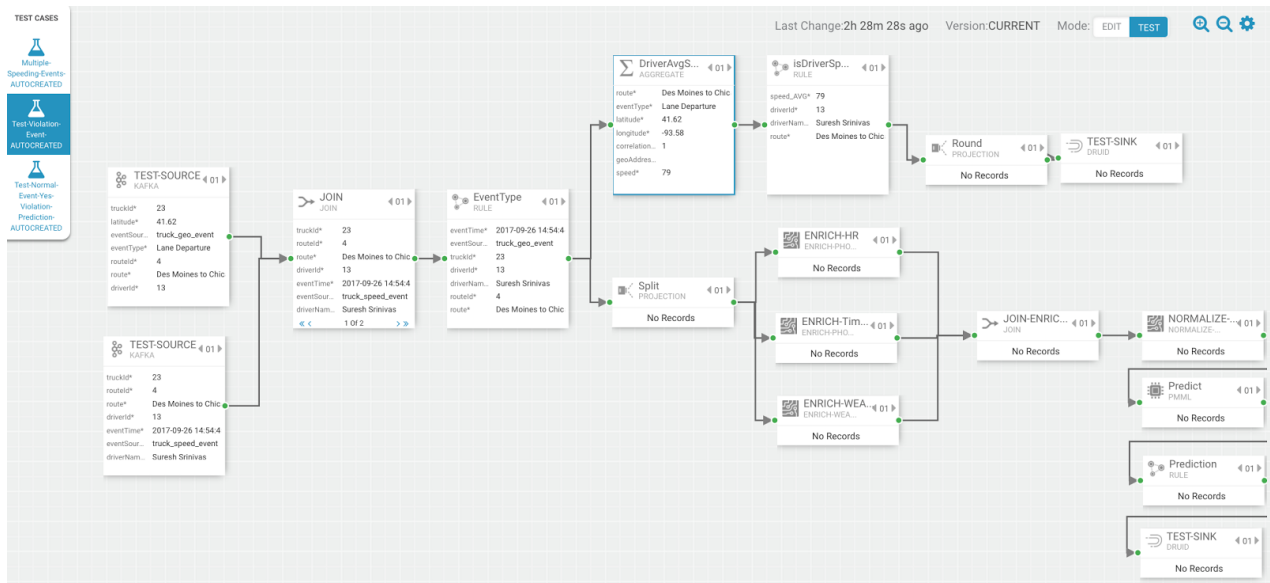 TEST CASES
Multiple-
Speeding-Events-
AUTOCREATED
Test-Violation-
Event-
AUTOCREATED
Test-Normal-
Event-Yes-
Violation-
Prediction-
AUTOCREATED
Last Change:2h 28m 28s ago Version:CURRENT Mode: EDIT TEST
TEST-SOURCE 01
KAFKA
truckId* 23
latitude* 41.62
eventSour... truck_geo_event
eventType* Lane Departure
routeId* 4
route* Des Moines to Chic
driverId* 13
TEST-SOURCE 01
KAFKA
truckId* 23
routeId* 4
route* Des Moines to Chic
driverId* 13
eventTime* 2017-09-26 14:54:4
eventSour... truck_speed_event
driverNam... Suresh Srinivas
JOIN 01
JOIN
truckId* 23
routeId* 4
route* Des Moines to Chic
driverId* 13
eventTime* 2017-09-26 14:54:4
eventSour... truck_speed_event
driverNam... Suresh Srinivas
« < 1 0f 2 > »
EventType 01
RULE
eventTime* 2017-09-26 14:54:4
eventSour... truck_geo_event
truckId* 23
driverId* 13
driverNam... Suresh Srinivas
routeId* 4
route* Des Moines to Chic
DriverAvgS... 01
AGGREGATE
route* Des Moines to Chic
eventType* Lane Departure
latitude* 41.62
longitude* -93.58
correlation... 1
geoAddres...
speed* 79
isDriverSp... 01
RULE
speed_AVG* 79
driverId* 13
driverNam... Suresh Srinivas
route* Des Moines to Chic
Round 01
PROJECTION
No Records
TEST-SINK 01
DRUID
No Records
Split 01
PROJECTION
No Records
ENRICH-HR 01
ENRICH-PHO...
No Records
ENRICH-Tim... 01
ENRICH-PHO...
No Records
ENRICH-WEA... 01
ENRICH-WEA...
No Records
JOIN-ENRIC... 01
JOIN
No Records
NORMALIZE-... 01
NORMALIZE-...
No Records
Predict 01
PMML
No Records
Prediction 01
RULE
No Records
TEST-SINK 01
DRUID
No Records